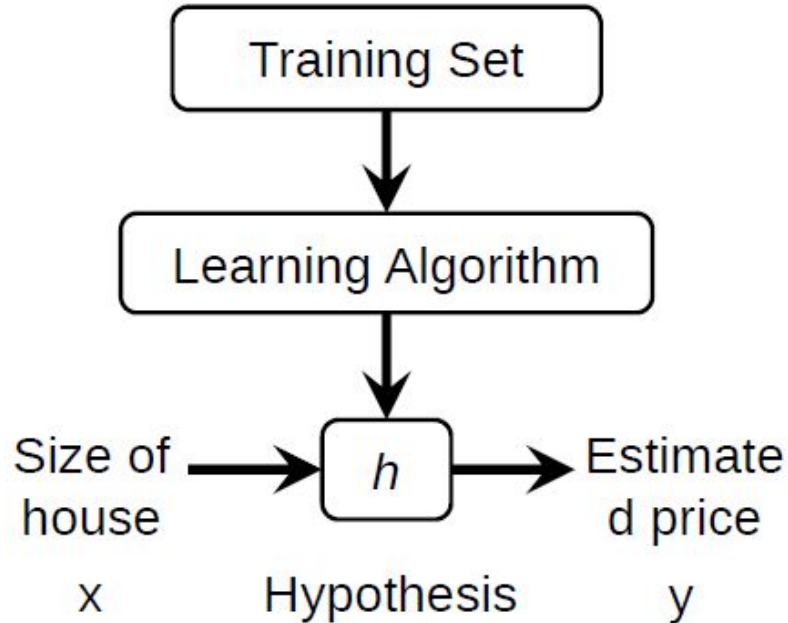 Training Set
Learning Algorithm
Size of
house
h
Estimate
d price
x
Hypothesis
y